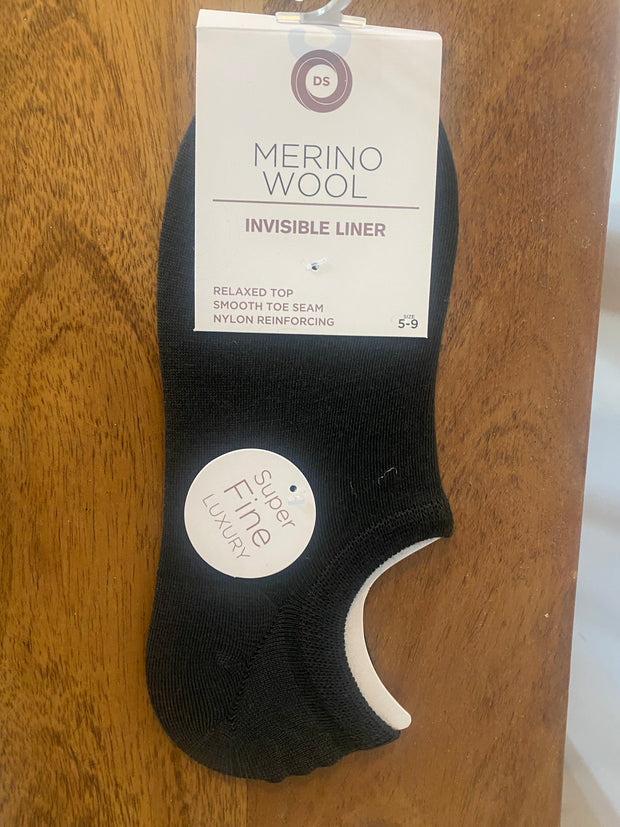 DS
MERINO
WOOL
INVISIBLE LINER
RELAXED TOP
SMOOTH TOE SEAM
NYLON REINFORCING
SIZE
5-9
Super
Fine
LUXURY